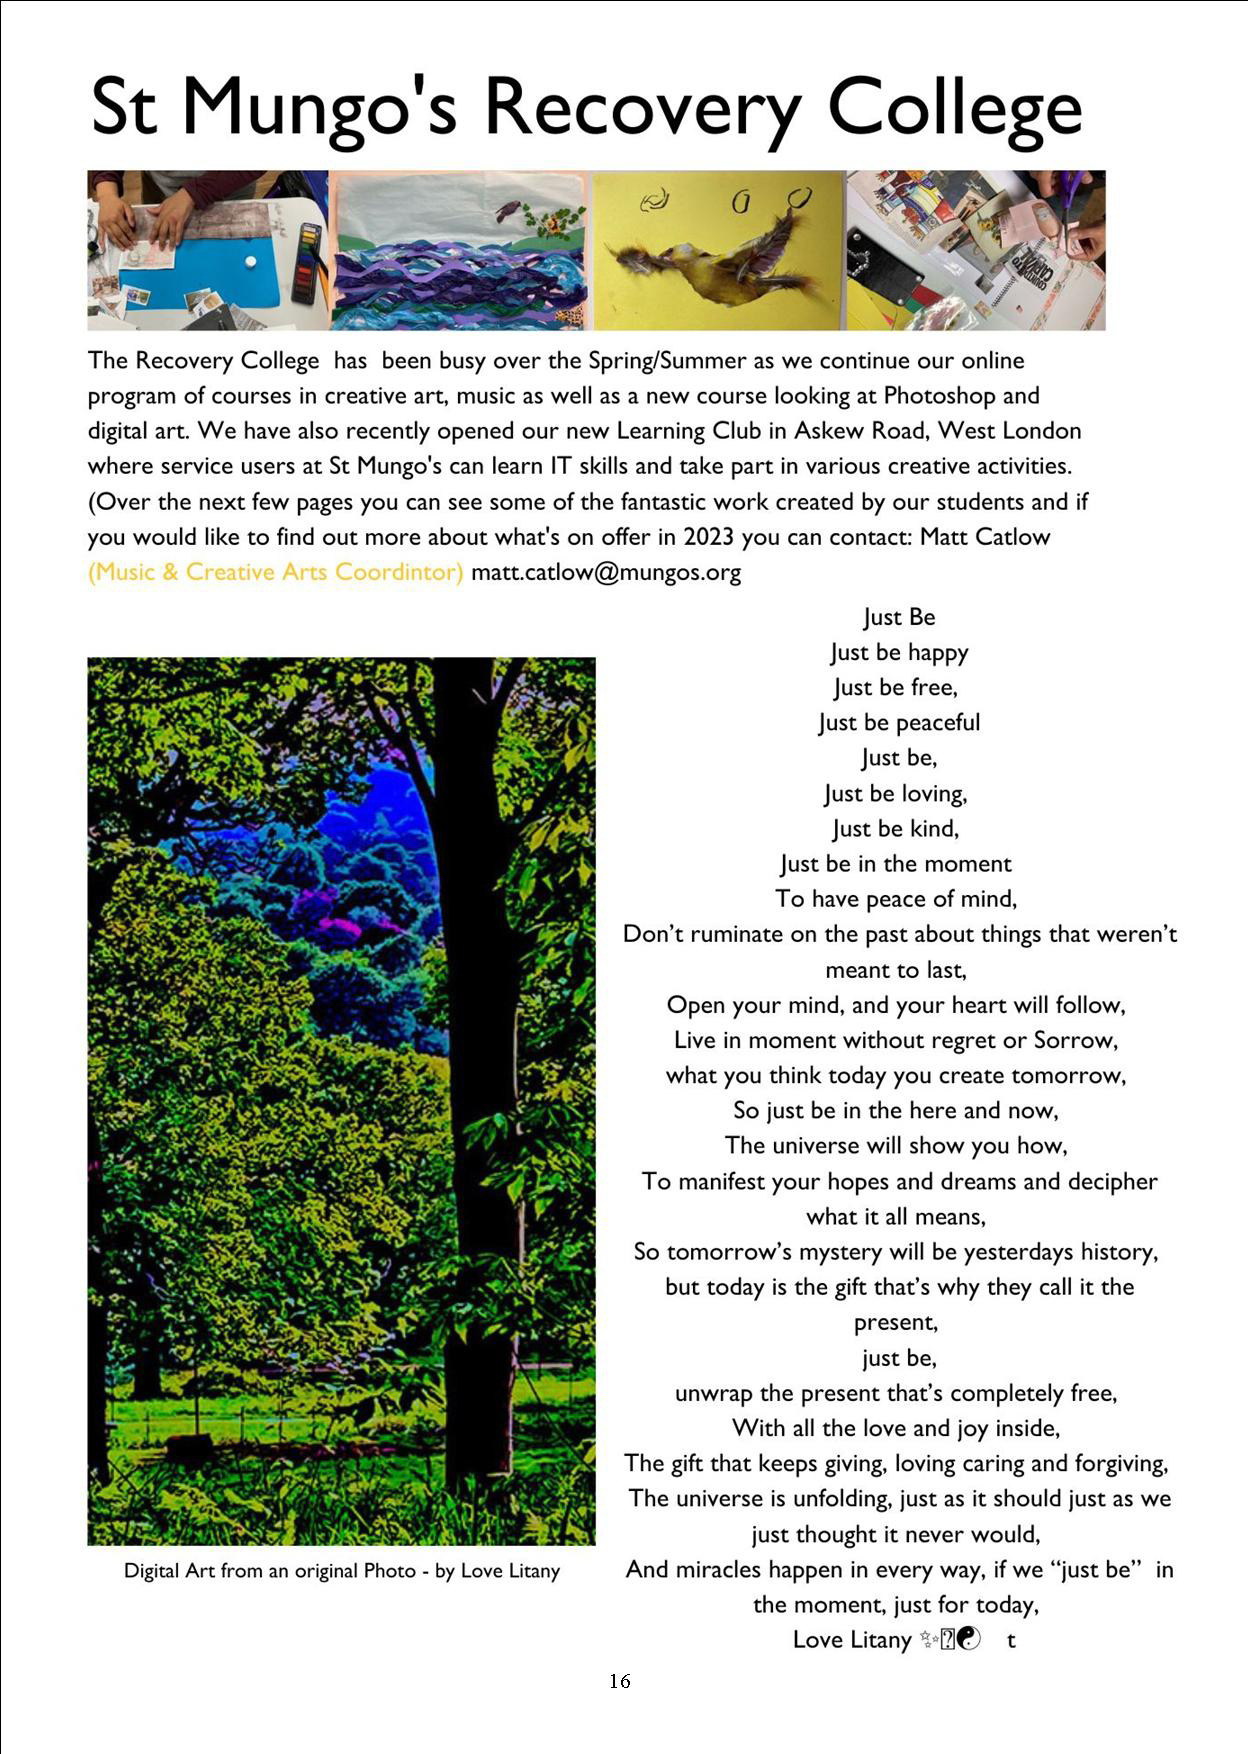 St Mungo's Recovery College
The Recovery College  has  been busy over the Spring/Summer as we continue our online
program of courses in creative art, music as well as a new course looking at Photoshop and
digital art. We have also recently opened our new Learning Club in Askew Road, West London
where service users at St Mungo's can learn IT skills and take part in various creative activities.
(Over the next few pages you can see some of the fantastic work created by our students and if
you would like to find out more about what's on offer in 2023 you can contact: Matt Catlow
(Music & Creative Arts Coordintor) matt.catlow@mungos.org
Just Be
Just be happy
Just be free,
Just be peaceful
Just be,
Just be loving,
Just be kind,
Just be in the moment
To have peace of mind,
Don’t ruminate on the past about things that weren’t
meant to last,
Open your mind, and your heart will follow,
Live in moment without regret or Sorrow,
what you think today you create tomorrow,
So just be in the here and now,
The universe will show you how,
To manifest your hopes and dreams and decipher
what it all means,
So tomorrow’s mystery will be yesterdays history,
but today is the gift that’s why they call it the
present,
just be,
unwrap the present that’s completely free,
With all the love and joy inside,
The gift that keeps giving, loving caring and forgiving,
The universe is unfolding, just as it should just as we
just thought it never would,
And miracles happen in every way, if we “just be”  in
the moment, just for today,
Love Litany ✨⍰☯ t
Digital Art from an original Photo - by Love Litany
16